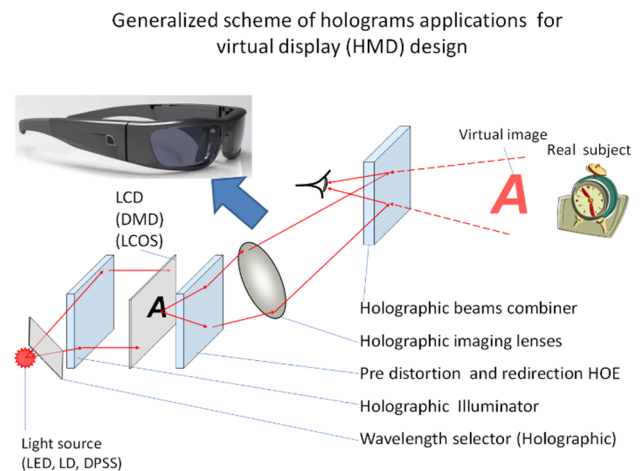 Generalized scheme of holograms applications for
virtual display (HMD) design
Virtual image
Real subject
LCD
(DMD)
(LCOS)
A
A
Holographic beams combiner
Holographic imaging lenses
Pre distortion and redirection HOE
Holographic Illuminator
Wavelength selector (Holographic)
Light source
(LED, LD, DPSS)